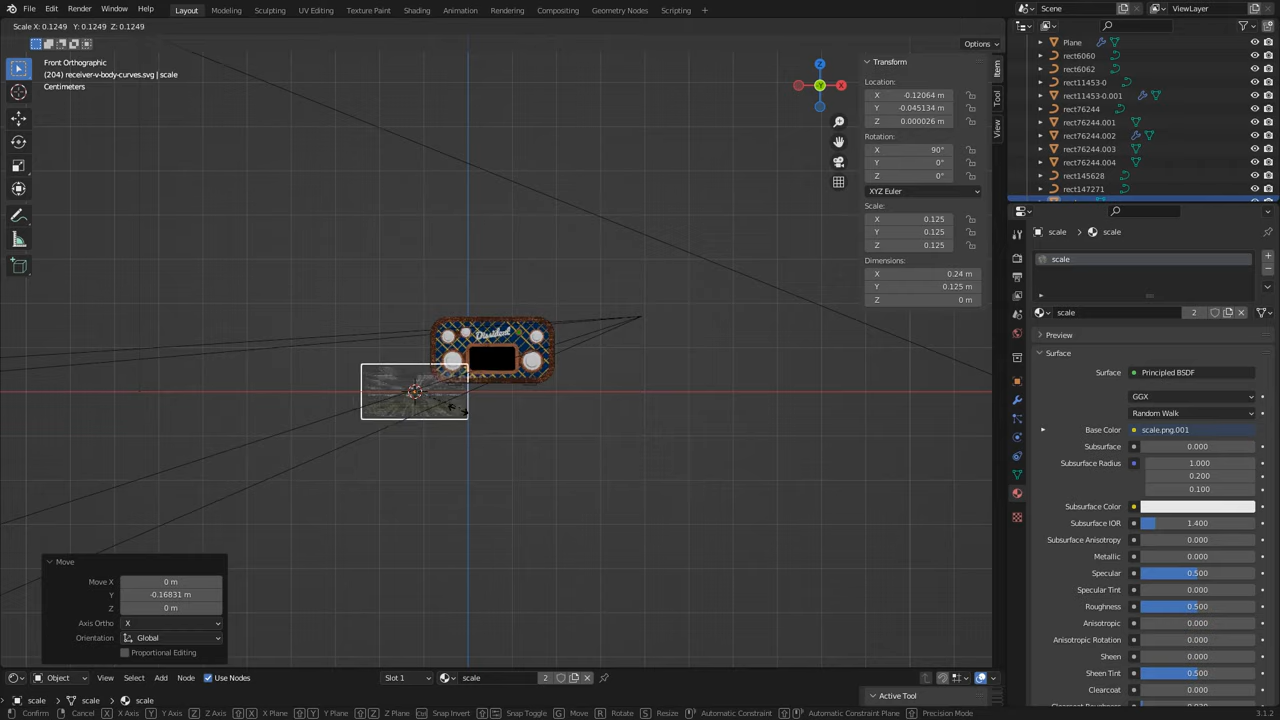 File Edit Render Window Help Layout Modeling Sculpting UV Editing Texture Paint Shading Animation Rendering Compositing Geometry Nodes Scripting + Scene ViewLayer
Scale X: 0.1249 Y: 0.1249 Z: 0.1249
Options
Front Orthographic
(204) receiver-v-body-curves.svg | scale
Centimeters
Z
X
Y
Dissident
Transform
Location:
X -0.12064 m
Y -0.045134 m
Z 0.000026 m
Rotation:
X 90°
Y 0°
Z 0°
XYZ Euler
Scale:
X 0.125
Y 0.125
Z 0.125
Dimensions:
X 0.24 m
Y 0.125 m
Z 0 m
Item
Tool
View
Plane
rect6060
rect6062
rect11453-0
rect11453-0.001
rect76244
rect76244.001
rect76244.002
rect76244.003
rect76244.004
rect145628
rect147271
scale > scale
scale
scale 2
Preview
Surface
Surface Principled BSDF
GGX
Random Walk
Base Color scale.png.001
Subsurface 0.000
Subsurface Radius 1.000
0.200
0.100
Subsurface Color
Subsurface IOR 1.400
Subsurface Anisotropy 0.000
Metallic 0.000
Specular 0.500
Specular Tint 0.000
Roughness 0.500
Anisotropic 0.000
Anisotropic Rotation 0.000
Sheen 0.000
Sheen Tint 0.500
Clearcoat 0.000
Move
Move X 0 m
Y -0.16831 m
Z 0 m
Axis Ortho X
Orientation Global
Proportional Editing
Object View Select Add Node Use Nodes Slot 1 scale 2
scale > scale > scale
Active Tool
Confirm Cancel X X Axis Y Y Axis Z Z Axis X X Plane Y Y Plane Z Z Plane Snap Invert Snap Toggle G Move R Rotate S Resize Automatic Constraint Automatic Constraint Plane Precision Mode
3.1.2